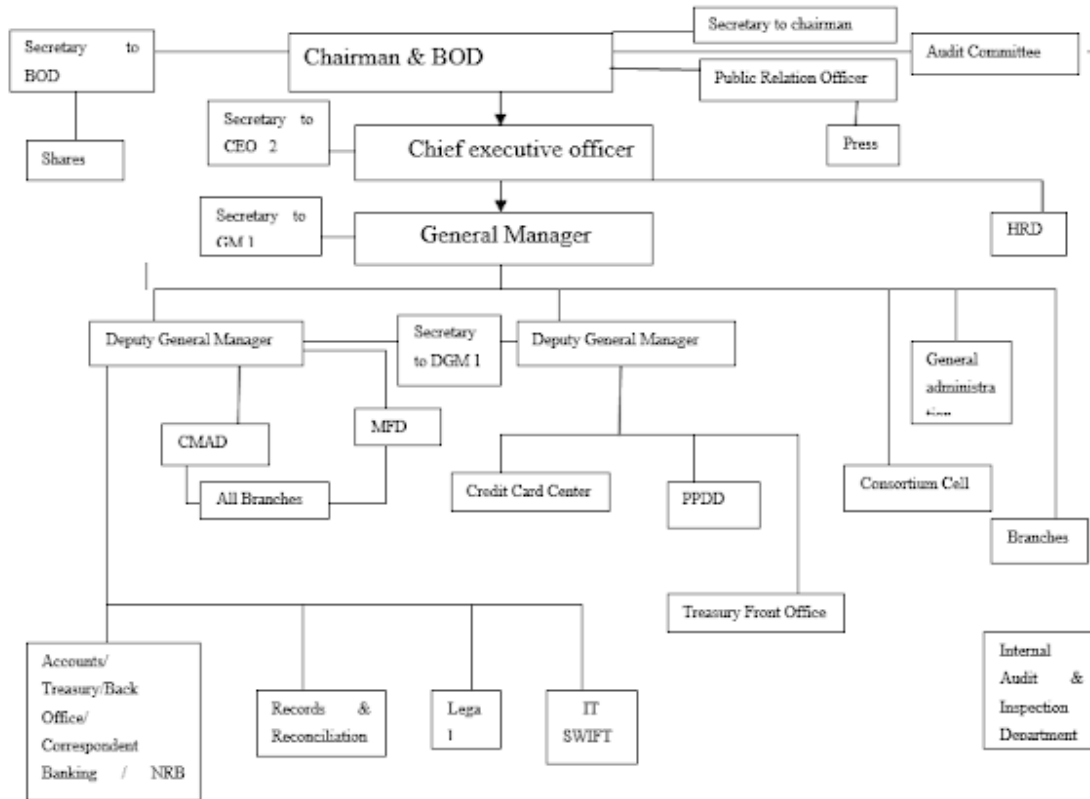 Secretary to chairman
Secretary to
BOD
Chairman & BOD
Audit Committee
Public Relation Officer
Secretary to
CEO 2
Chief executive officer
Press
Shares
Secretary to
GM 1
General Manager
HRD
Deputy General Manager
Secretary
to DGM 1
Deputy General Manager
General
administra
tion
CMAD
MFD
All Branches
Credit Card Center
PPDD
Consortium Cell
Branches
Treasury Front Office
Accounts/
Treasury/Back
Office/
Correspondent
Banking / NRB
Records &
Reconciliation
Lega
l
IT
SWIFT
Internal
Audit &
Inspection
Department